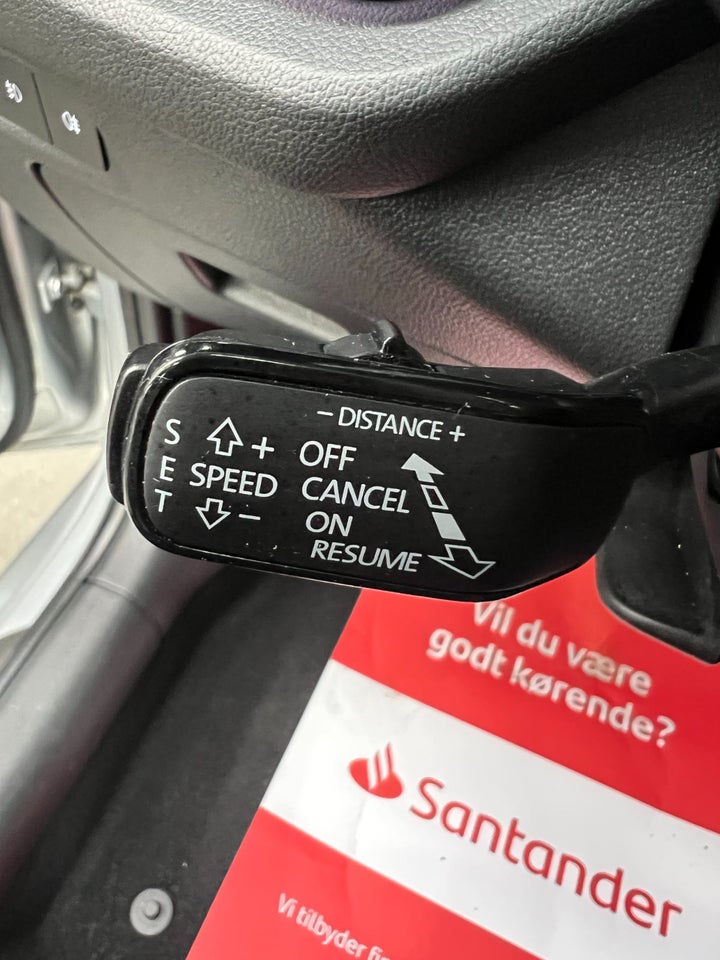 − DISTANCE +
S
E
T
+
SPEED
−
OFF
CANCEL
ON
RESUME
Vil du være
godt kørende?
Santander
Vi tilbyder